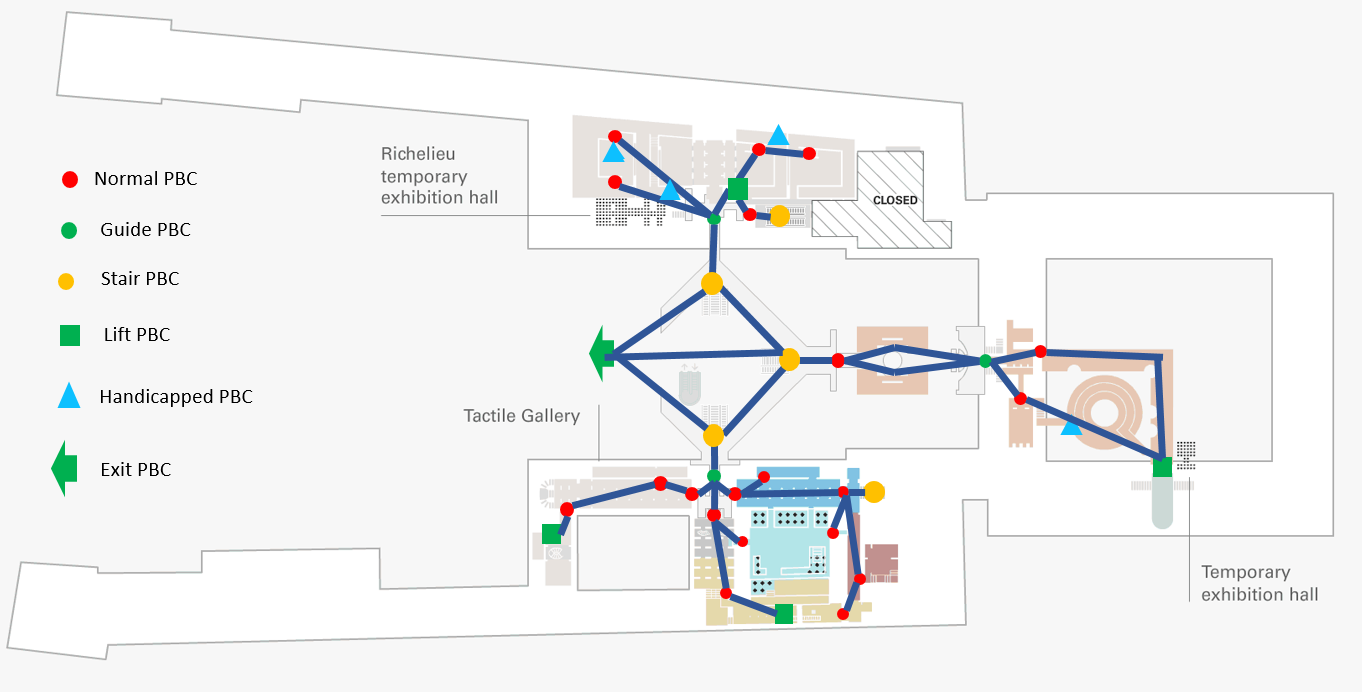 Richelieu
temporary
exhibition hall
CLOSED
Normal PBC
Guide PBC
Stair PBC
Lift PBC
Handicapped PBC
Exit PBC
Tactile Gallery
Temporary
exhibition hall